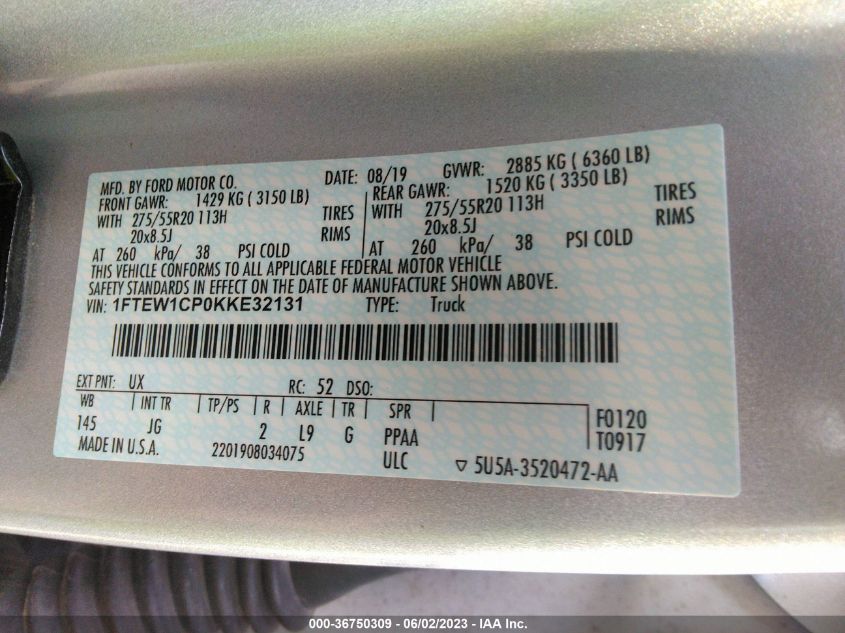 MFD. BY FORD MOTOR CO. DATE: 08/19 GVWR: 2885 KG ( 6360 LB)
FRONT GAWR: 1429 KG ( 3150 LB) REAR GAWR: 1520 KG ( 3350 LB)
WITH 275/55R20 113H TIRES WITH 275/55R20 113H TIRES
20x8.5J RIMS 20x8.5J RIMS
AT 260 kPa/ 38 PSI COLD AT 260 kPa/ 38 PSI COLD
THIS VEHICLE CONFORMS TO ALL APPLICABLE FEDERAL MOTOR VEHICLE
SAFETY STANDARDS IN EFFECT ON THE DATE OF MANUFACTURE SHOWN ABOVE.
VIN: 1FTEW1CP0KKE32131 TYPE: Truck
EXT PNT: UX RC: 52 DSO:
WB INT TR TP/PS R AXLE TR SPR F0120
145 JG 2 L9 G PPAA T0917
MADE IN U.S.A. 2201908034075 ULC ▽ 5U5A-3520472-AA
000-36750309 - 06/02/2023 - IAA Inc.